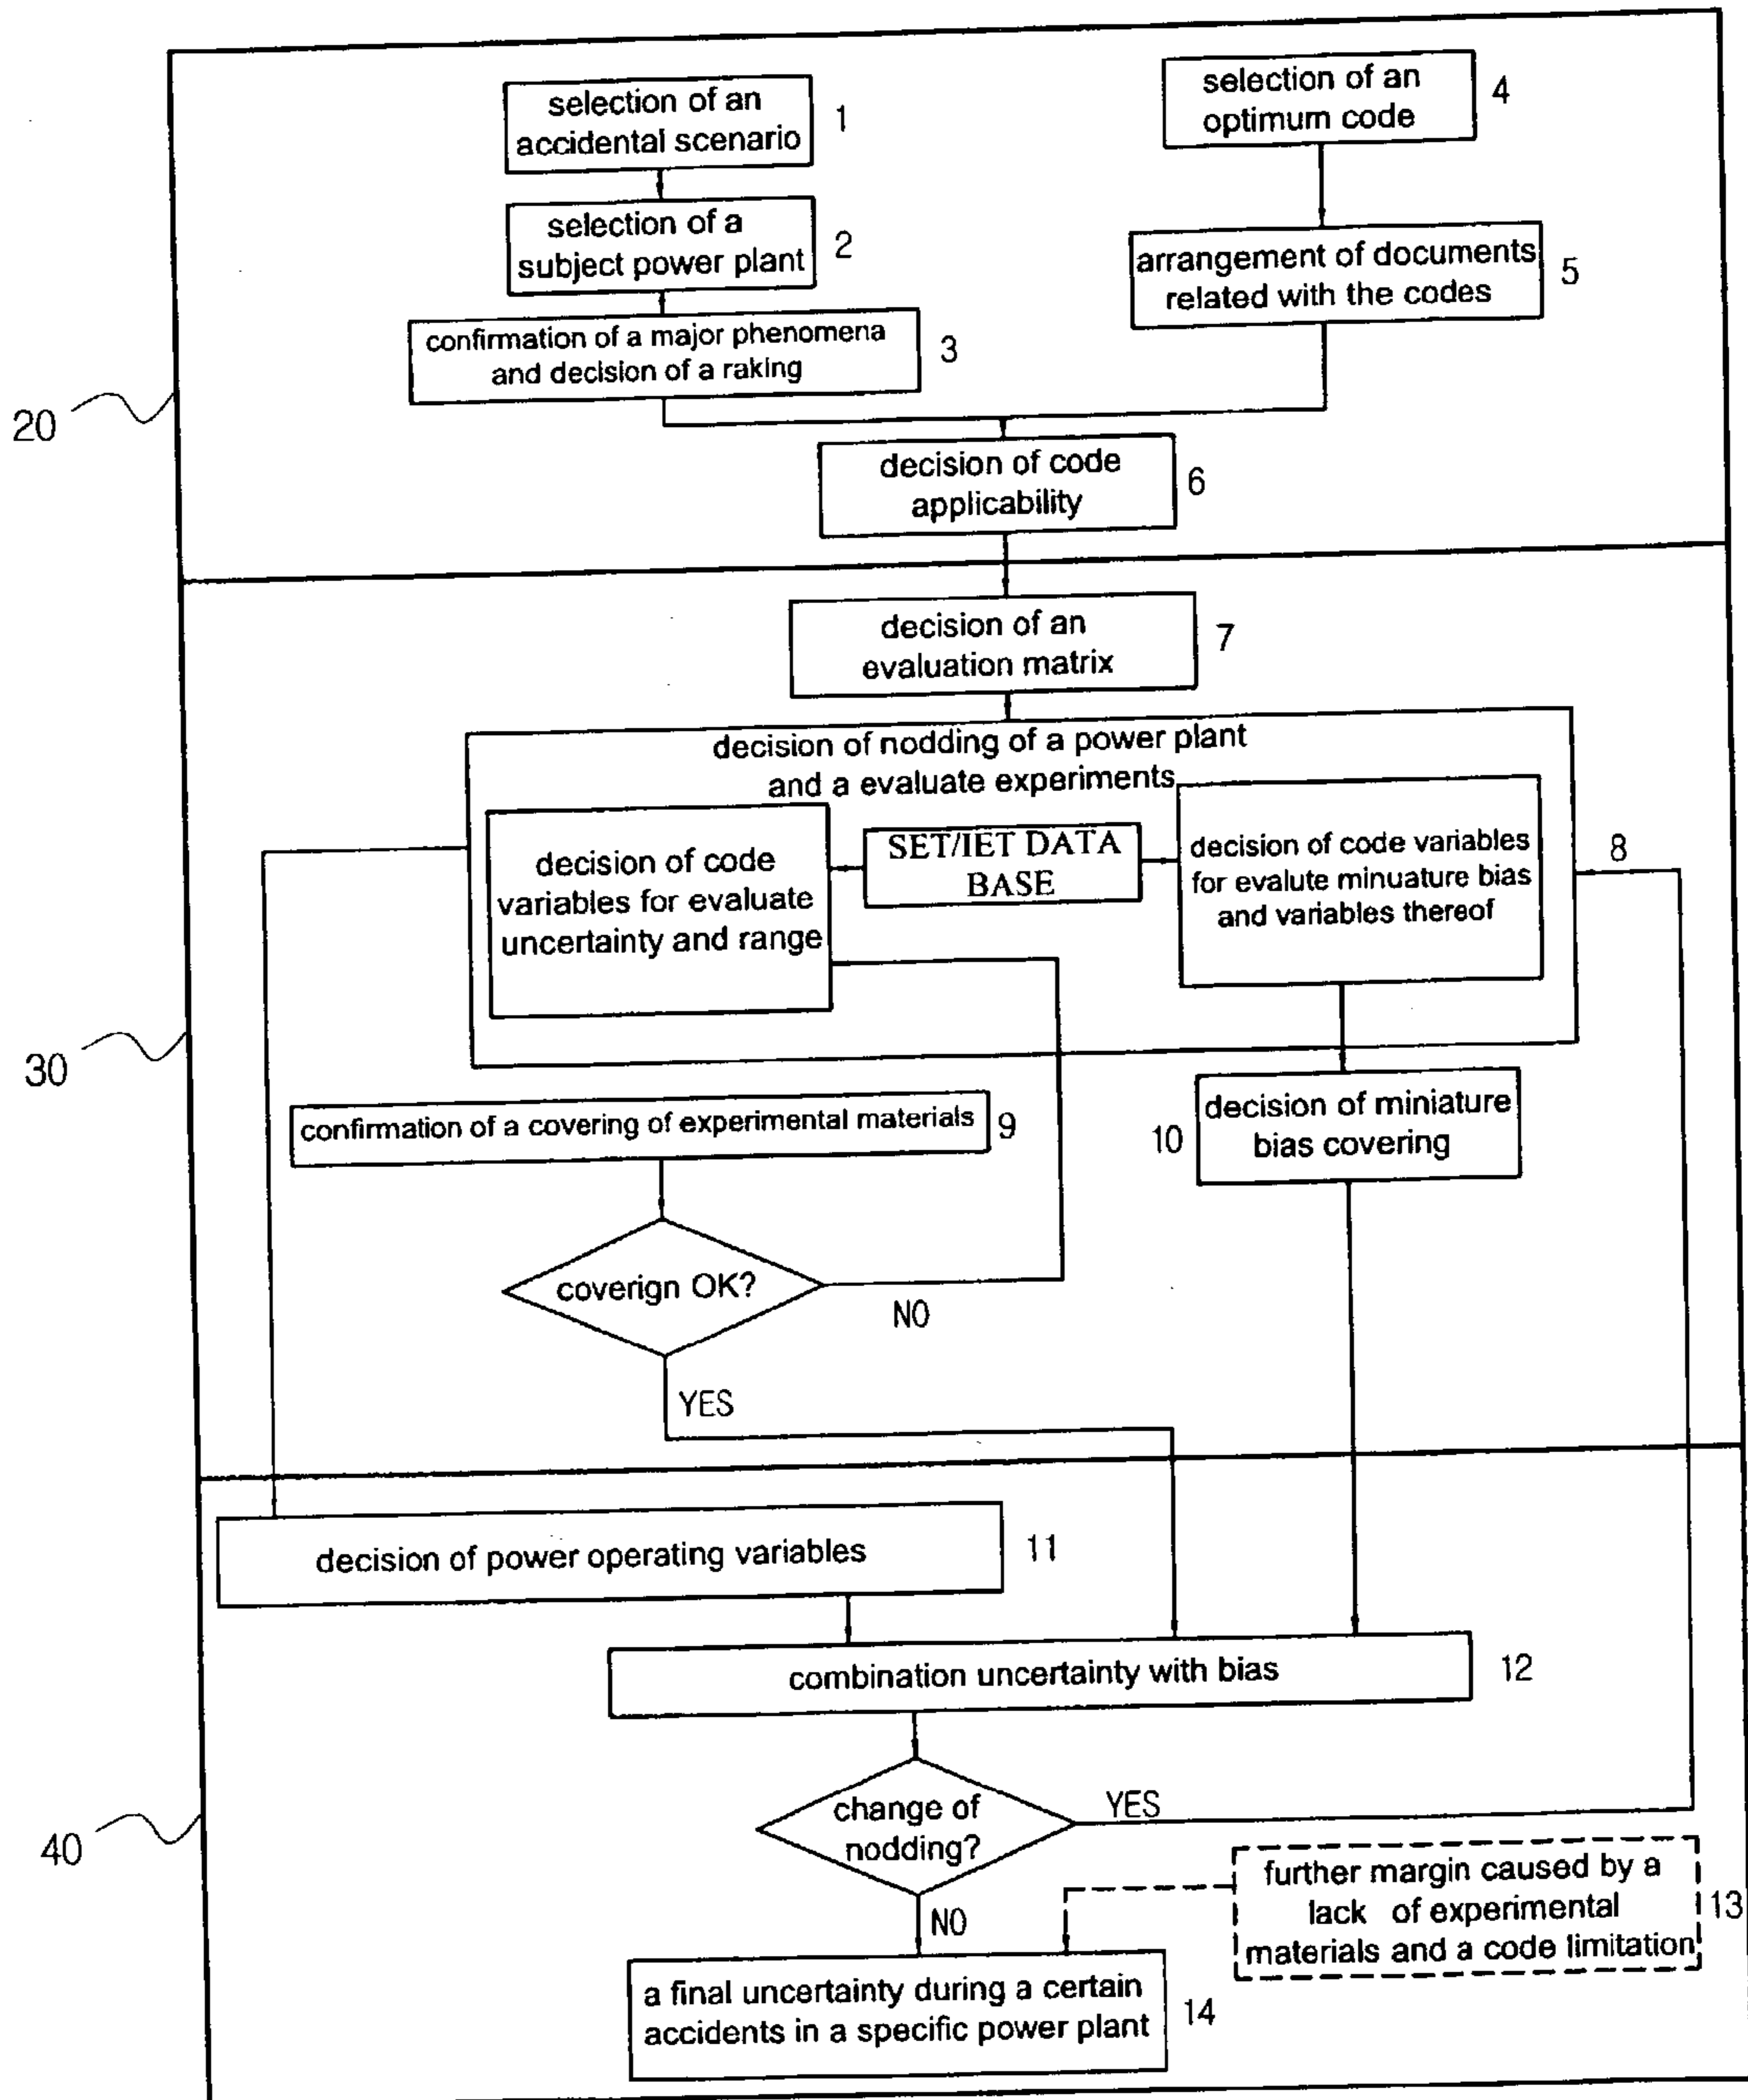 selection of an
accidental scenario
1
selection of an
optimum code
4
selection of a
subject power plant
2
arrangement of documents
related with the codes
5
confirmation of a major phenomena
and decision of a raking
3
20
decision of code
applicability
6
decision of an
evaluation matrix
7
decision of nodding of a power plant
and a evaluate experiments
decision of code
variables for evaluate
uncertainty and range
SET/IET DATA
BASE
decision of code variables
for evalute minuature bias
and variables thereof
8
30
confirmation of a covering of experimental materials
9
decision of miniature
bias covering
10
coverign OK?
NO
YES
decision of power operating variables
11
combination uncertainty with bias
12
change of
nodding?
YES
NO
40
further margin caused by a
lack of experimental
materials and a code limitation
13
a final uncertainty during a certain
accidents in a specific power plant
14